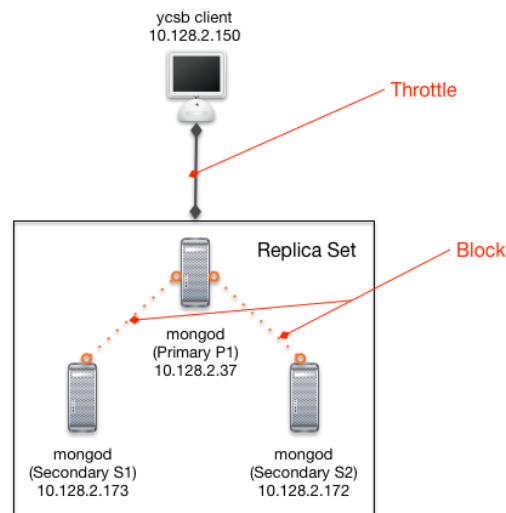 ycsb client
10.128.2.150
Throttle
Replica Set
Block
mongod
(Primary P1)
10.128.2.37
mongod
(Secondary S1)
10.128.2.173
mongod
(Secondary S2)
10.128.2.172